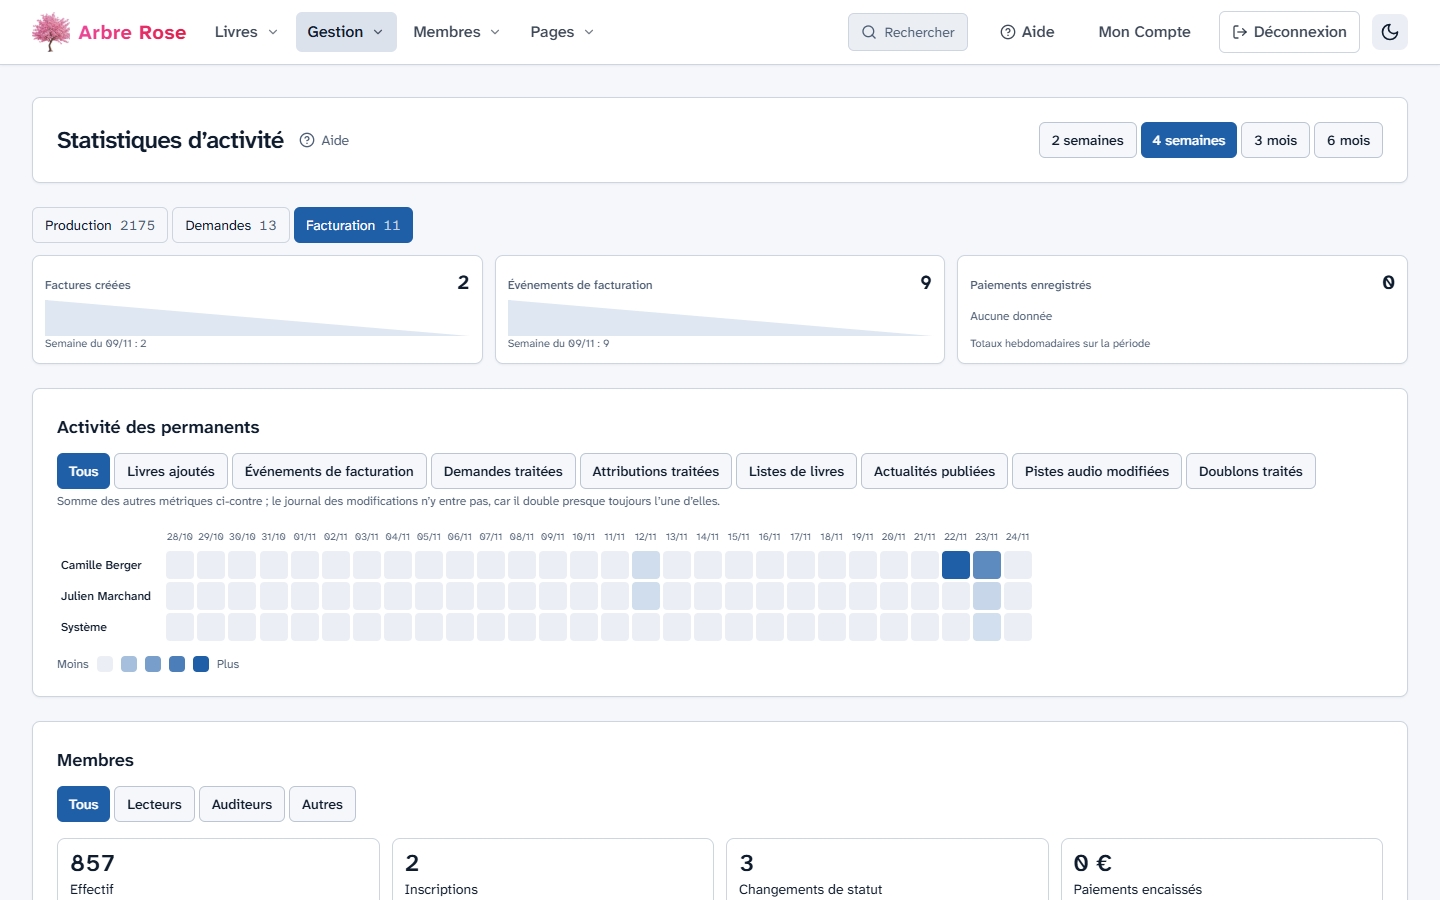 Arbre Rose
Livres
Gestion
Membres
Pages
Rechercher
Aide
Mon Compte
Déconnexion
Statistiques d’activité
Aide
2 semaines
4 semaines
3 mois
6 mois
Production 2175
Demandes 13
Facturation 11
Factures créées
2
Semaine du 09/11 : 2
Événements de facturation
9
Semaine du 09/11 : 9
Paiements enregistrés
0
Aucune donnée
Totaux hebdomadaires sur la période
Activité des permanents
Tous
Livres ajoutés
Événements de facturation
Demandes traitées
Attributions traitées
Listes de livres
Actualités publiées
Pistes audio modifiées
Doublons traités
Somme des autres métriques ci-contre ; le journal des modifications n’y entre pas, car il double presque toujours l’une d’elles.
28/10 29/10 30/10 31/10 01/11 02/11 03/11 04/11 05/11 06/11 07/11 08/11 09/11 10/11 11/11 12/11 13/11 14/11 15/11 16/11 17/11 18/11 19/11 20/11 21/11 22/11 23/11 24/11
Camille Berger
Julien Marchand
Système
Moins
Plus
Membres
Tous
Lecteurs
Auditeurs
Autres
857
Effectif
2
Inscriptions
3
Changements de statut
0 €
Paiements encaissés